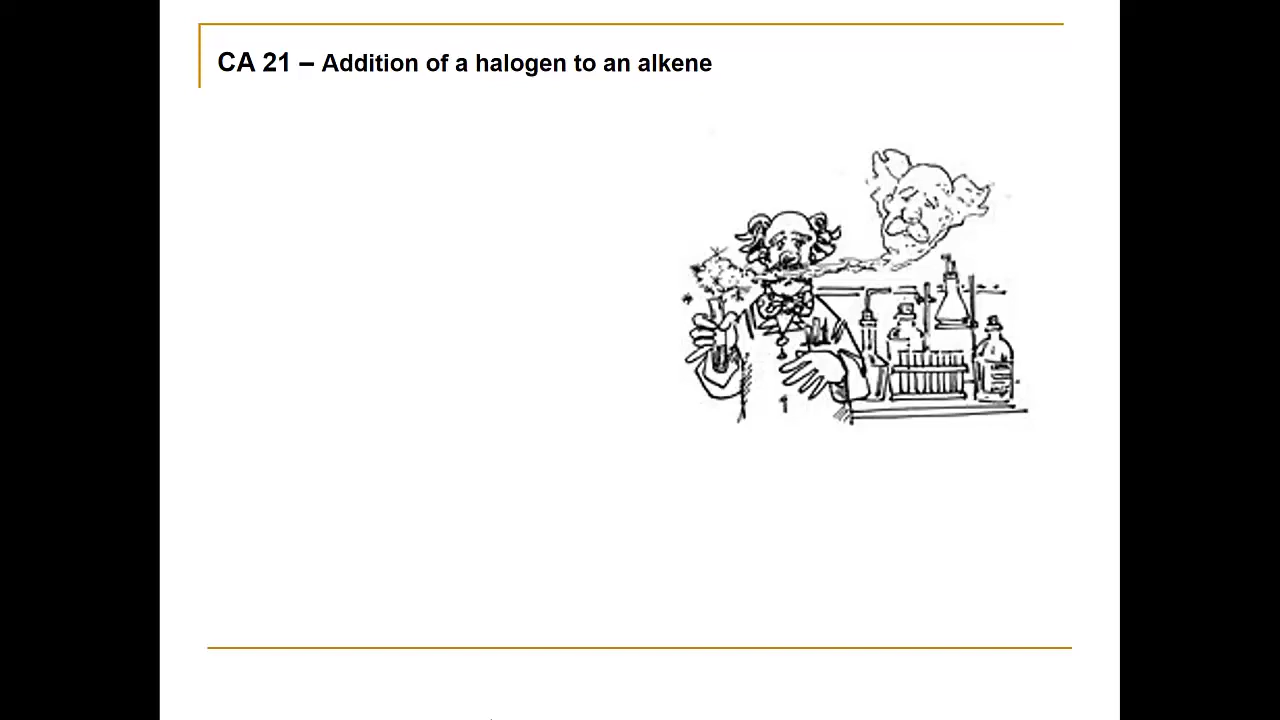 CA 21 – Addition of a halogen to an alkene